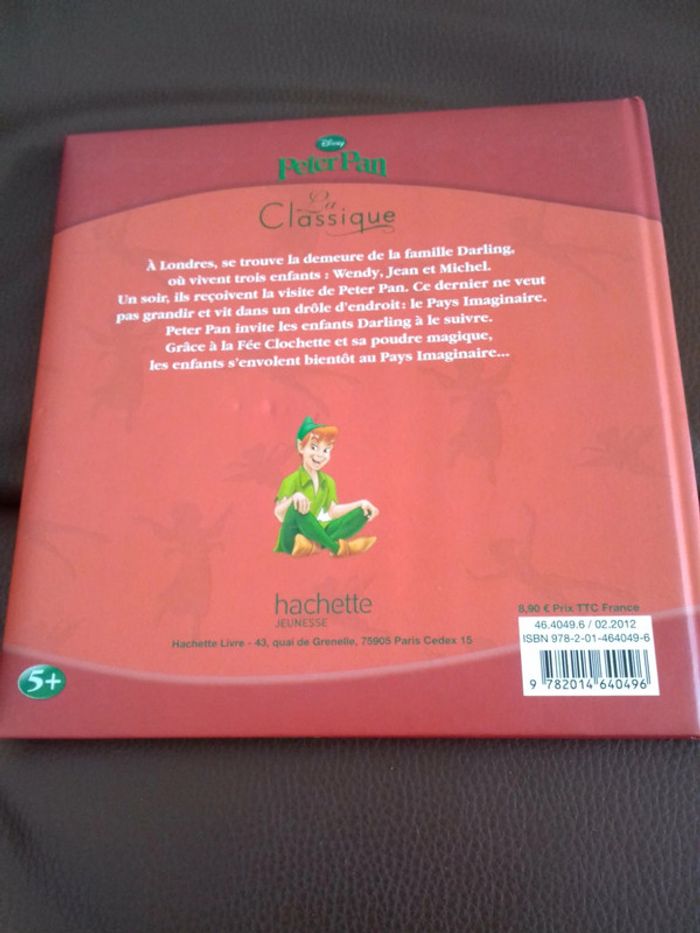 Disney
Peter Pan
La
Classique
À Londres, se trouve la demeure de la famille Darling,
où vivent trois enfants : Wendy, Jean et Michel.
Un soir, ils reçoivent la visite de Peter Pan. Ce dernier ne veut
pas grandir et vit dans un drôle d'endroit : le Pays Imaginaire.
Peter Pan invite les enfants Darling à le suivre.
Grâce à la Fée Clochette et sa poudre magique,
les enfants s'envolent bientôt au Pays Imaginaire...
hachette
JEUNESSE
Hachette Livre - 43, quai de Grenelle, 75905 Paris Cedex 15
5+
8,90 € Prix TTC France
46.4049.6 / 02.2012
ISBN 978-2-01-464049-6
9 782014 640496